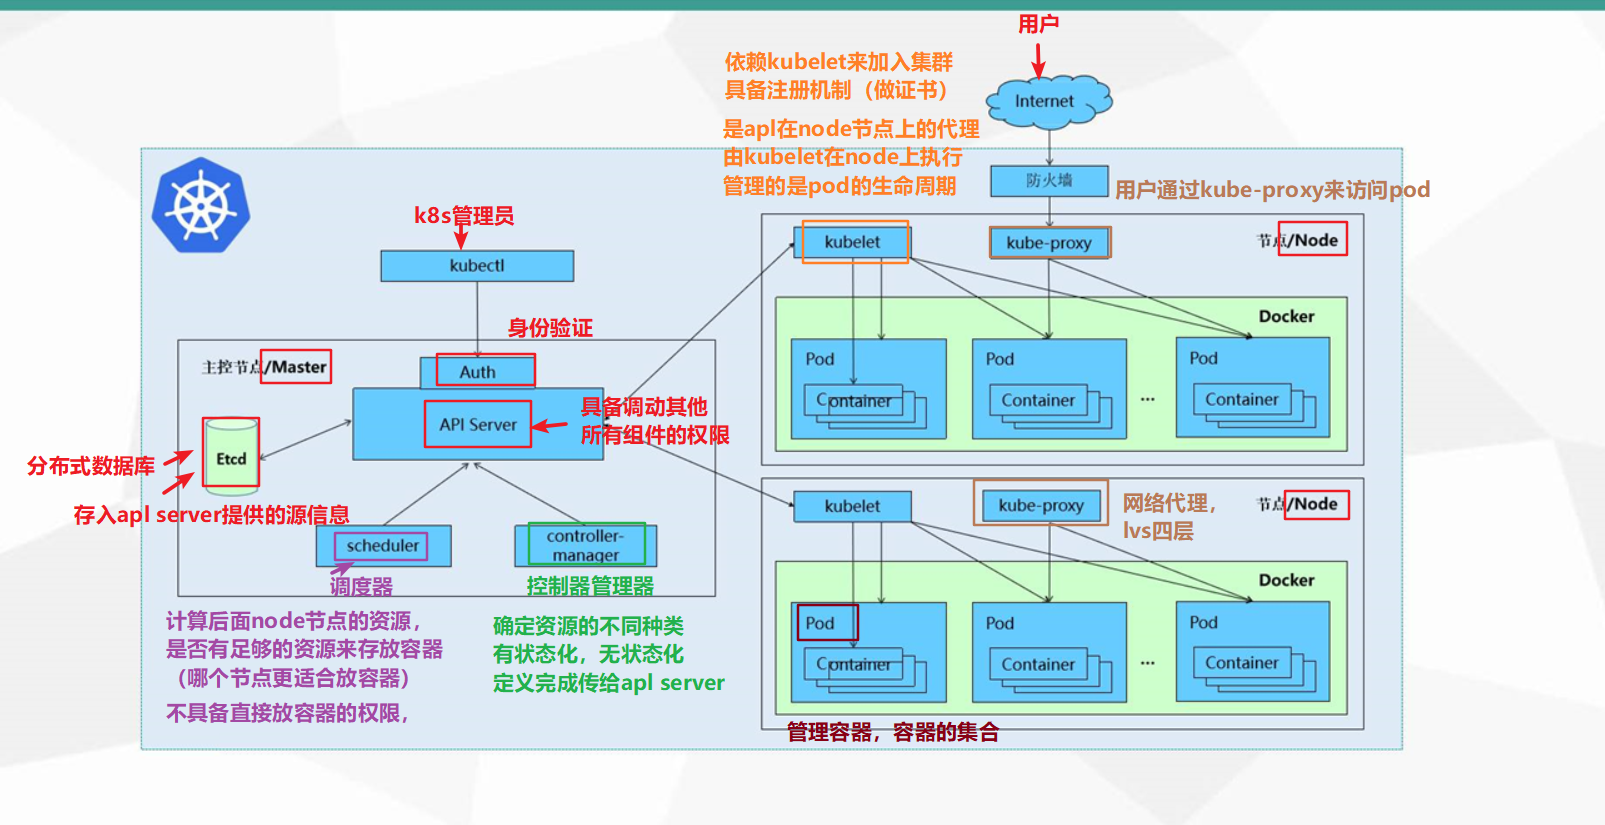 用户
依赖kubelet来加入集群
具备注册机制（做证书）
Internet
是apl在node节点上的代理
由kubelet在node上执行
管理的是pod的生命周期
防火墙
用户通过kube-proxy来访问pod
k8s管理员
kubectl
kubelet
kube-proxy
节点/Node
Docker
身份验证
主控节点/Master
Auth
API Server
具备调动其他
所有组件的权限
Pod
Container
Pod
Container
...
Pod
Container
Etcd
分布式数据库
存入apl server提供的源信息
scheduler
controller-
manager
调度器
控制器管理器
计算后面node节点的资源，
是否有足够的资源来存放容器
（哪个节点更适合放容器）
不具备直接放容器的权限，
确定资源的不同种类
有状态化，无状态化
定义完成传给apl server
kubelet
kube-proxy
网络代理，
lvs四层
节点/Node
Docker
Pod
Container
Pod
Container
...
Pod
Container
管理容器，容器的集合